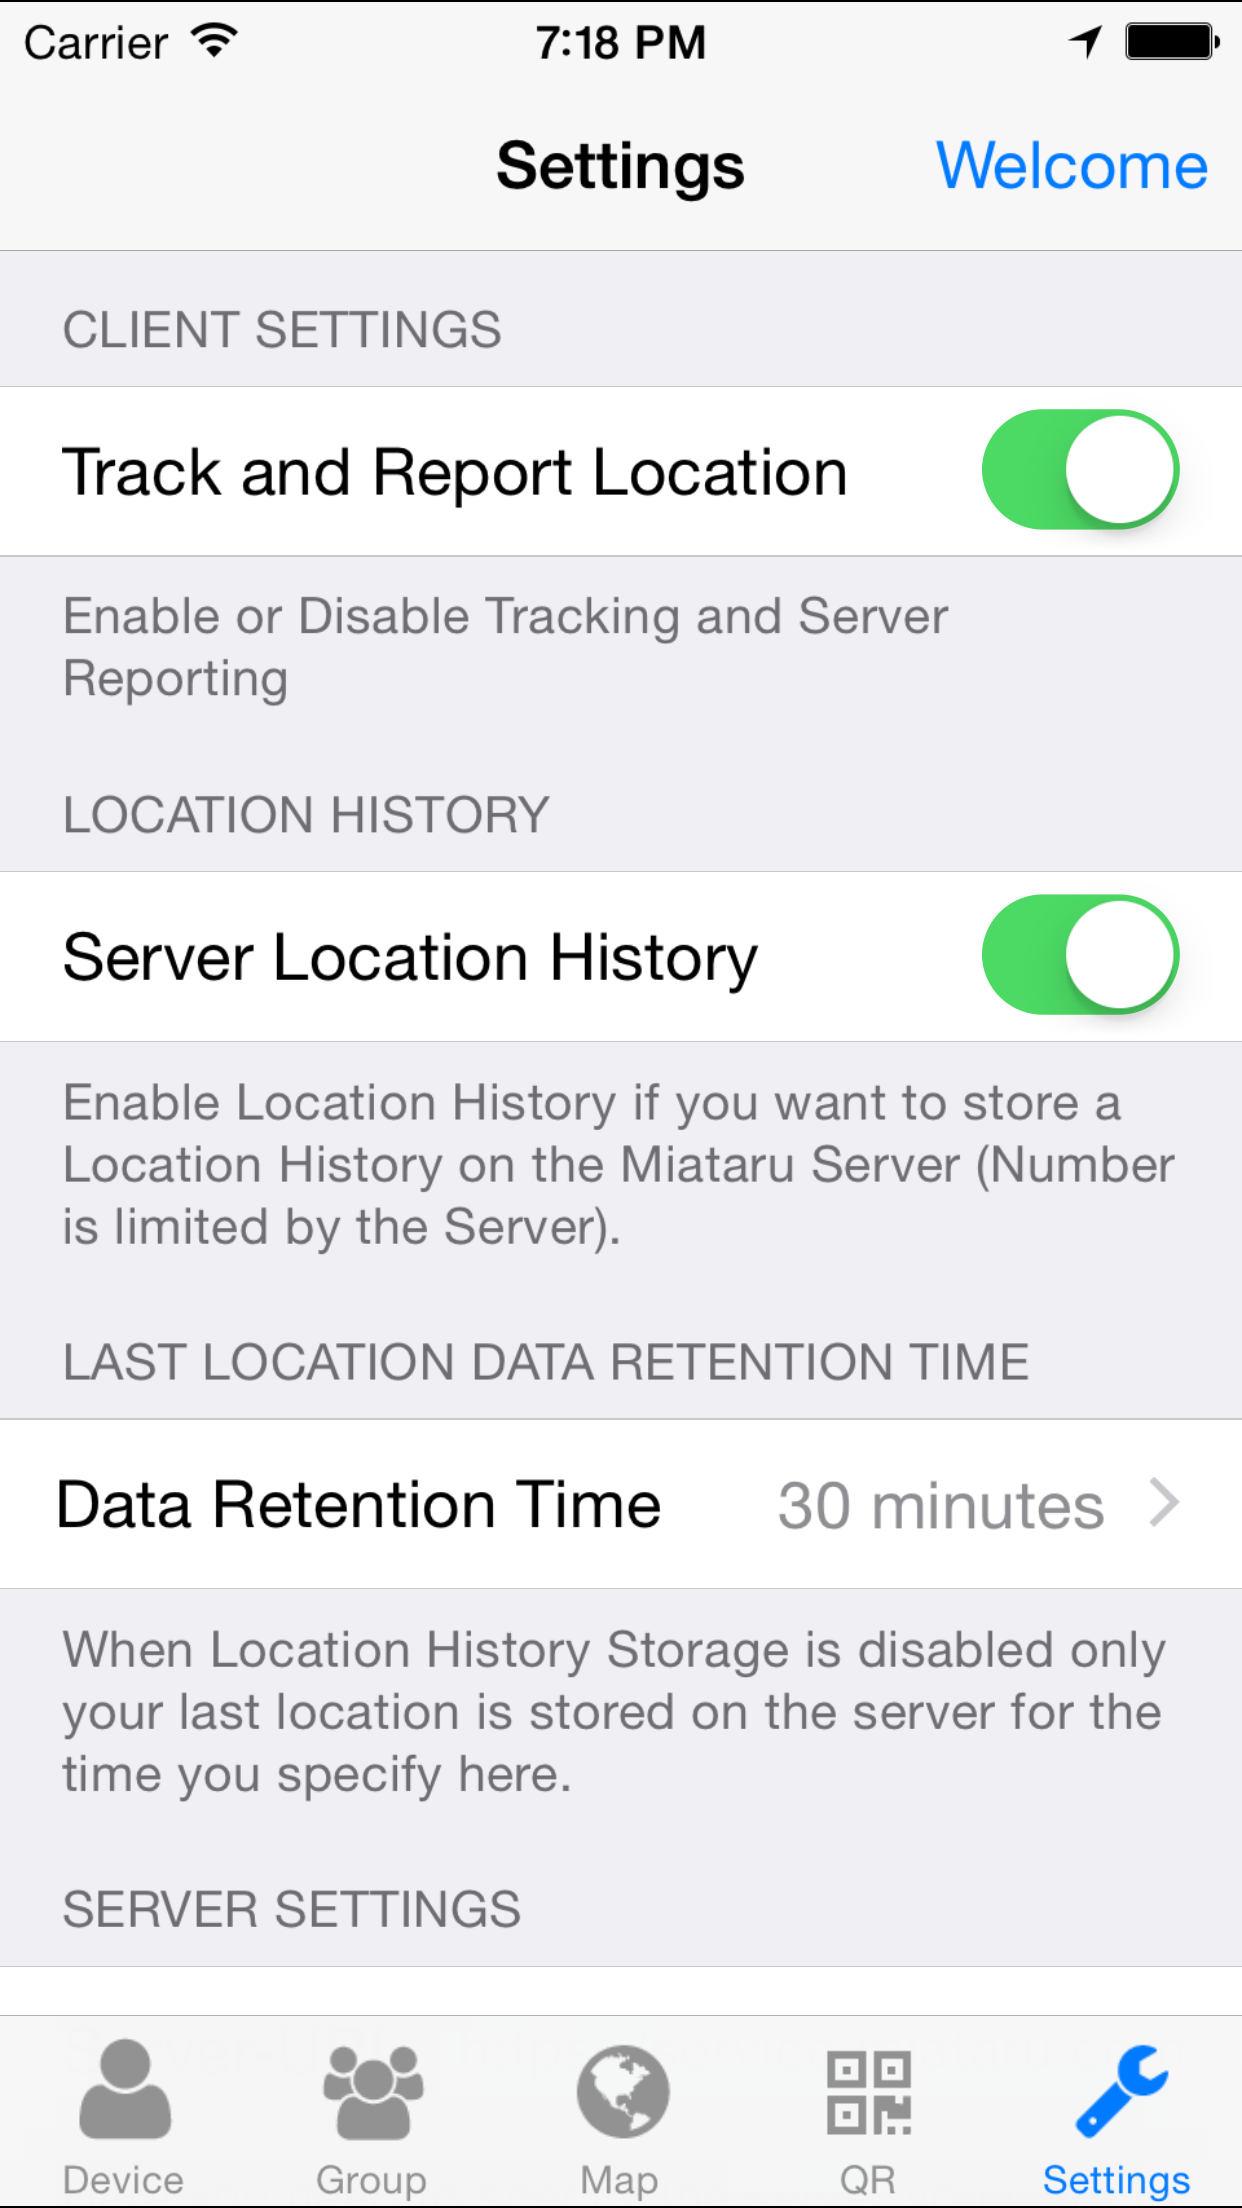 Carrier 7:18 PM
Settings Welcome
CLIENT SETTINGS
Track and Report Location
Enable or Disable Tracking and Server
Reporting
LOCATION HISTORY
Server Location History
Enable Location History if you want to store a
Location History on the Miataru Server (Number
is limited by the Server).
LAST LOCATION DATA RETENTION TIME
Data Retention Time 30 minutes
When Location History Storage is disabled only
your last location is stored on the server for the
time you specify here.
SERVER SETTINGS
Device Group Map QR Settings